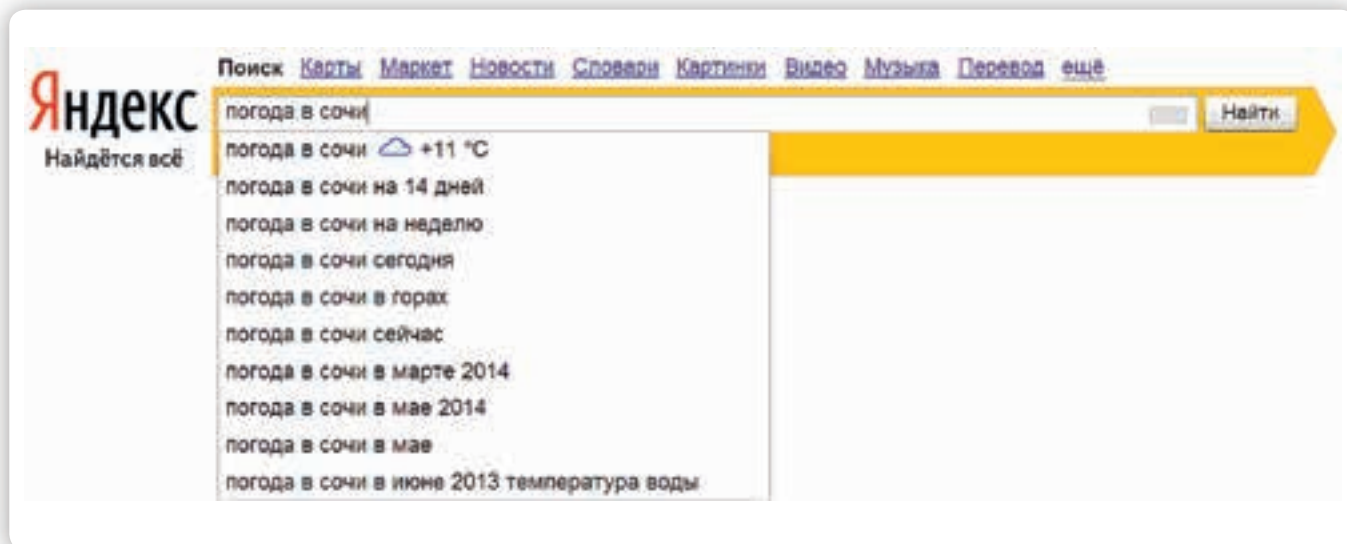 Яндекс
Найдётся всё
Поиск Карты Маркет Новости Словари Картинки Видео Музыка Перевод ещё
погода в сочи
Найти
погода в сочи +11 °C
погода в сочи на 14 дней
погода в сочи на неделю
погода в сочи сегодня
погода в сочи в горах
погода в сочи сейчас
погода в сочи в марте 2014
погода в сочи в мае 2014
погода в сочи в мае
погода в сочи в июне 2013 температура воды